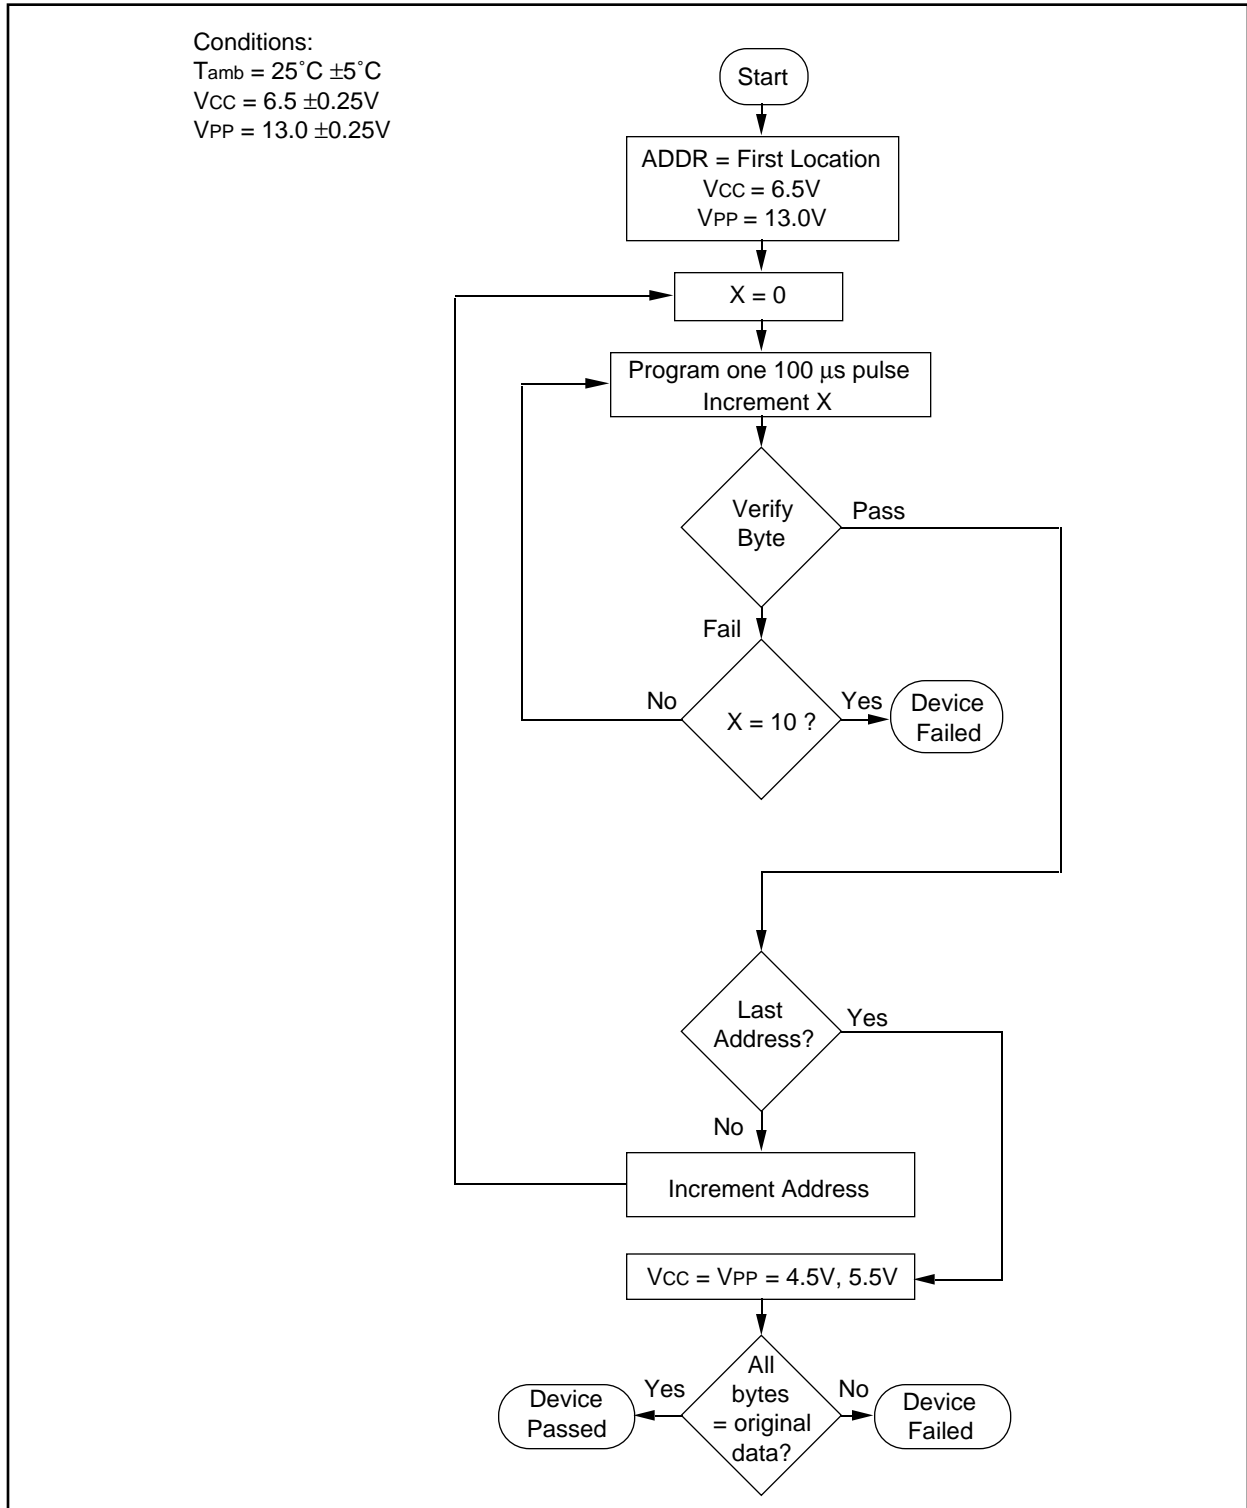 Conditions:
Tamb = 25˚C ±5˚C
VCC = 6.5 ±0.25V
VPP = 13.0 ±0.25V
Start
ADDR = First Location
VCC = 6.5V
VPP = 13.0V
X = 0
Program one 100 µs pulse
Increment X
Verify
Byte
Pass
Fail
No
X = 10 ?
Yes
Device
Failed
Last
Address?
Yes
No
Increment Address
VCC = VPP = 4.5V, 5.5V
All
bytes
= original
data?
Yes
Device
Passed
No
Device
Failed